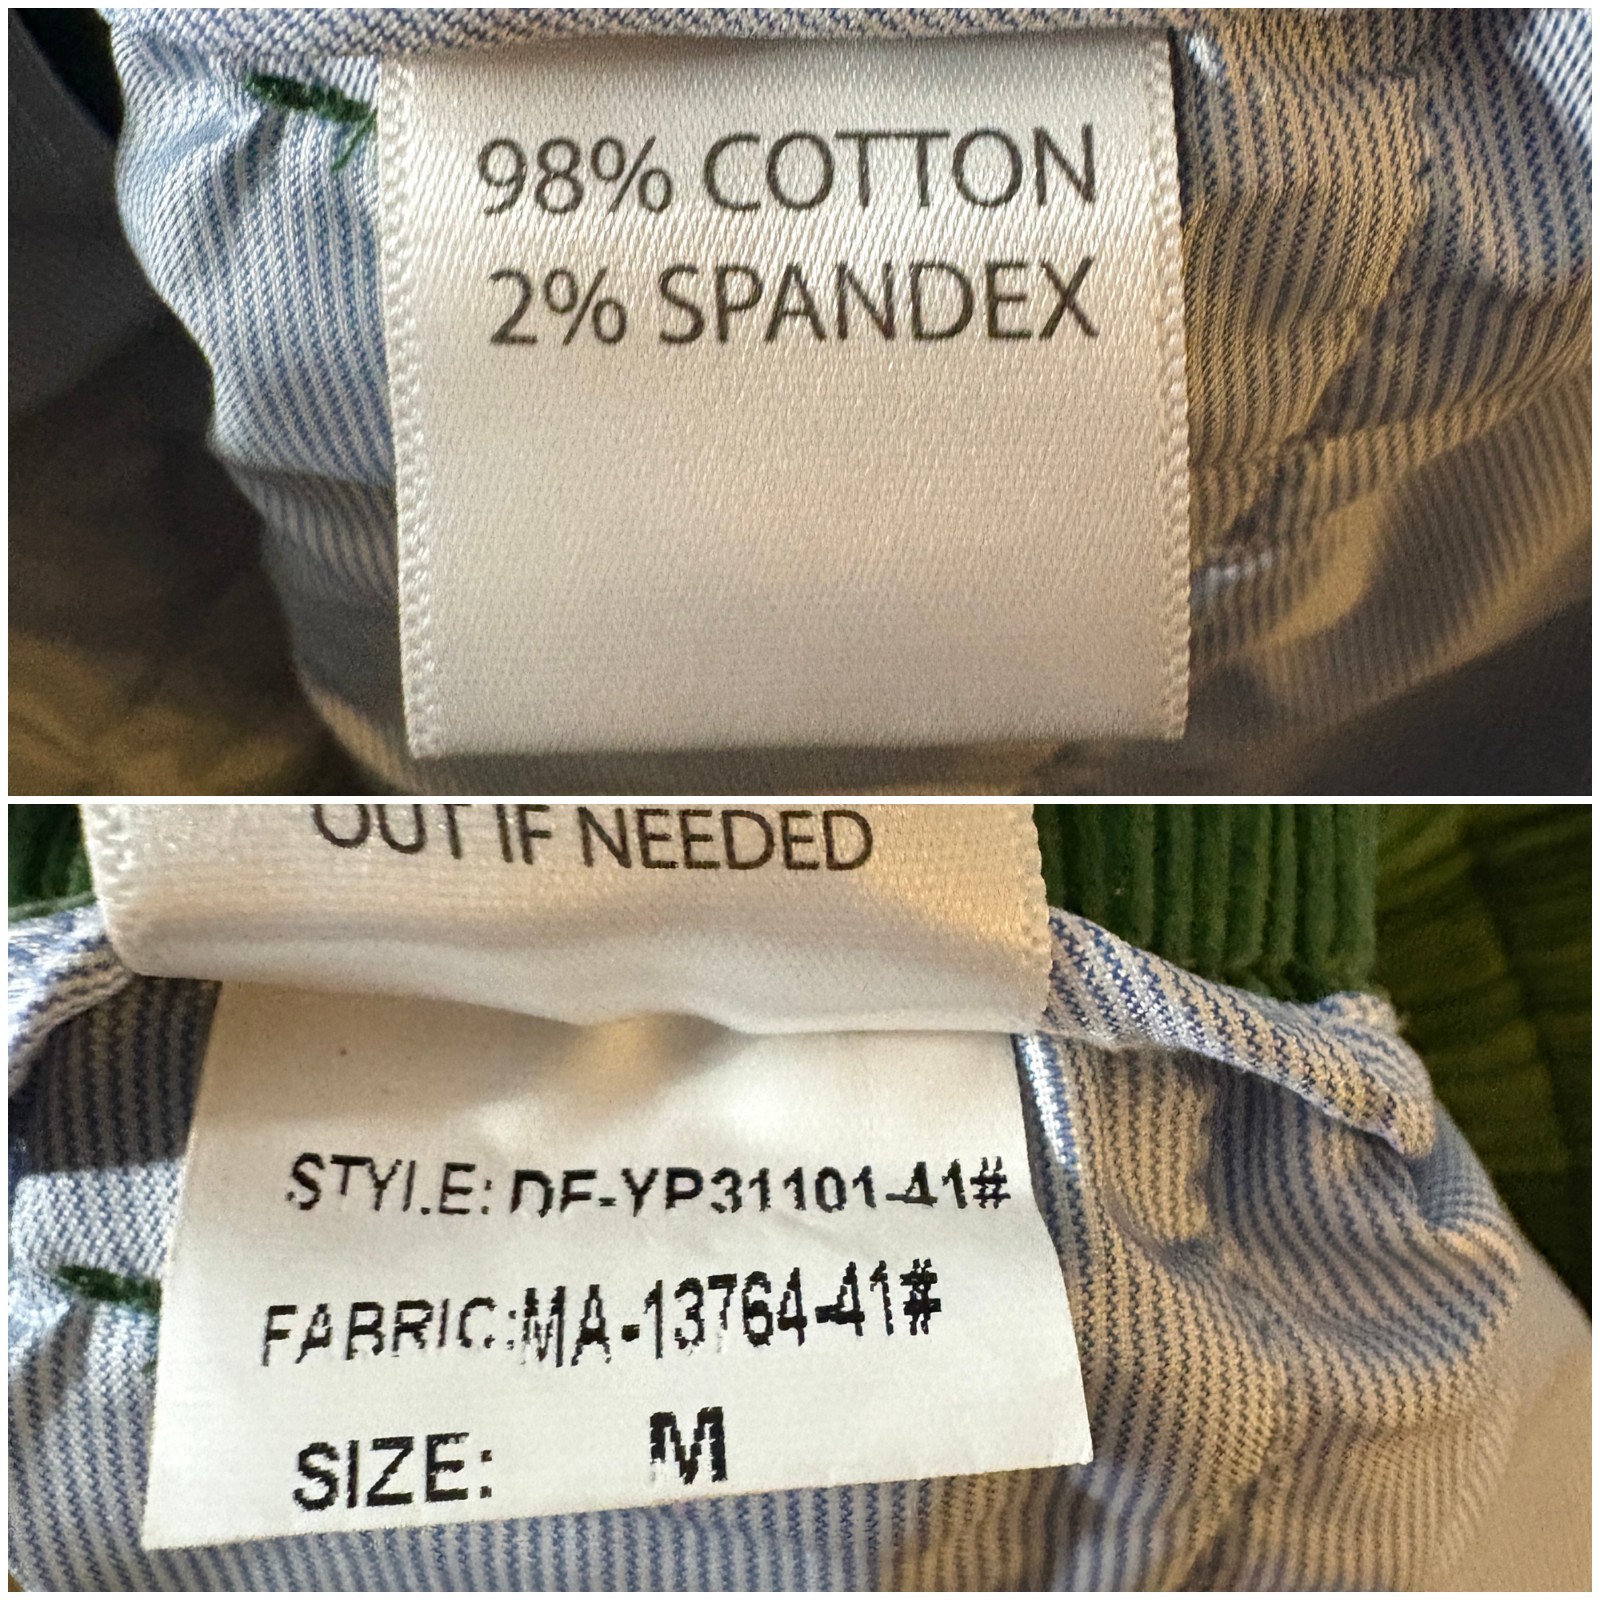 98% COTTON
2% SPANDEX
OUT IF NEEDED
STYLE: DF-YP31101-41#
FABRIC:MA-13764-41#
SIZE: M